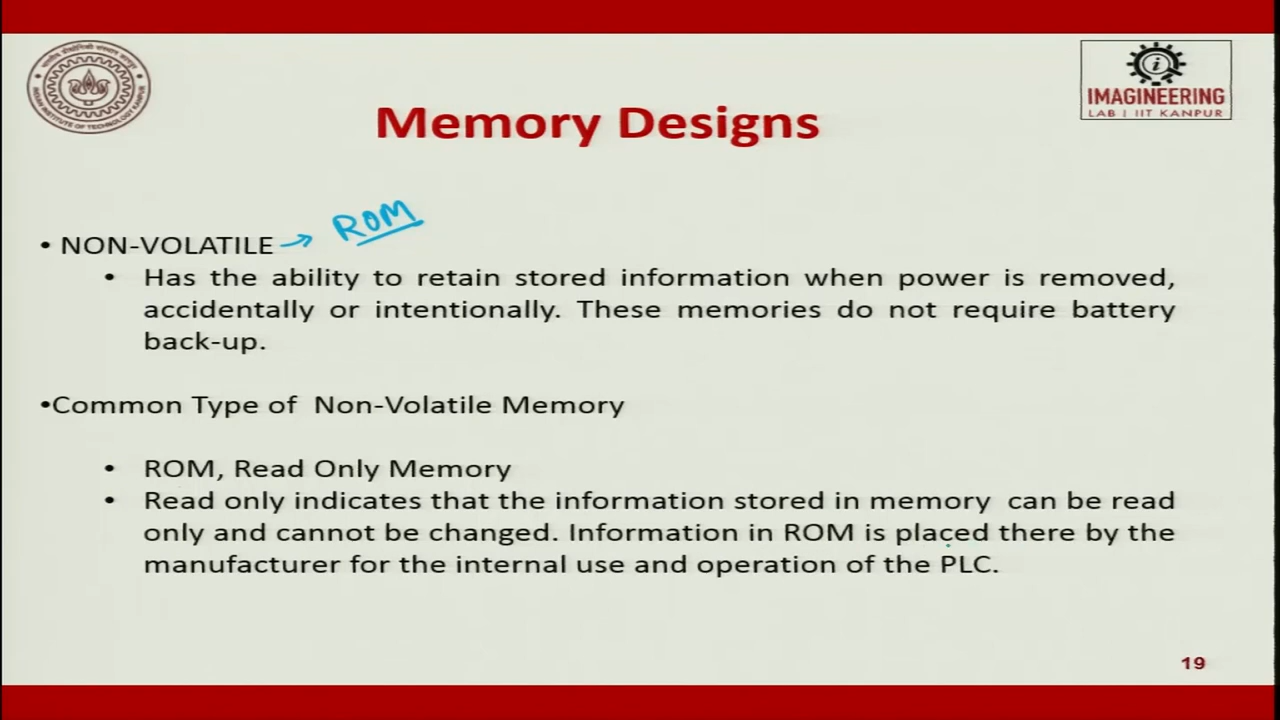 IMAGINEERING
LAB | IIT KANPUR
Memory Designs
ROM
• NON-VOLATILE →
• Has the ability to retain stored information when power is removed,
accidentally or intentionally. These memories do not require battery
back-up.
•Common Type of Non-Volatile Memory
• ROM, Read Only Memory
• Read only indicates that the information stored in memory can be read
only and cannot be changed. Information in ROM is placed there by the
manufacturer for the internal use and operation of the PLC.
19